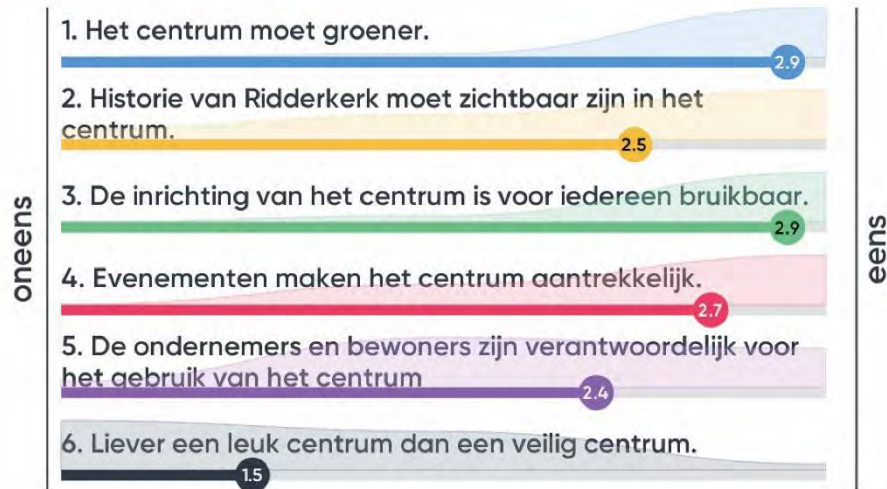 1. Het centrum moet groener.
2.9
2. Historie van Ridderkerk moet zichtbaar zijn in het
centrum.
2.5
3. De inrichting van het centrum is voor iedereen bruikbaar.
2.9
oneens
eens
4. Evenementen maken het centrum aantrekkelijk.
2.7
5. De ondernemers en bewoners zijn verantwoordelijk voor
het gebruik van het centrum
2.4
6. Liever een leuk centrum dan een veilig centrum.
1.5